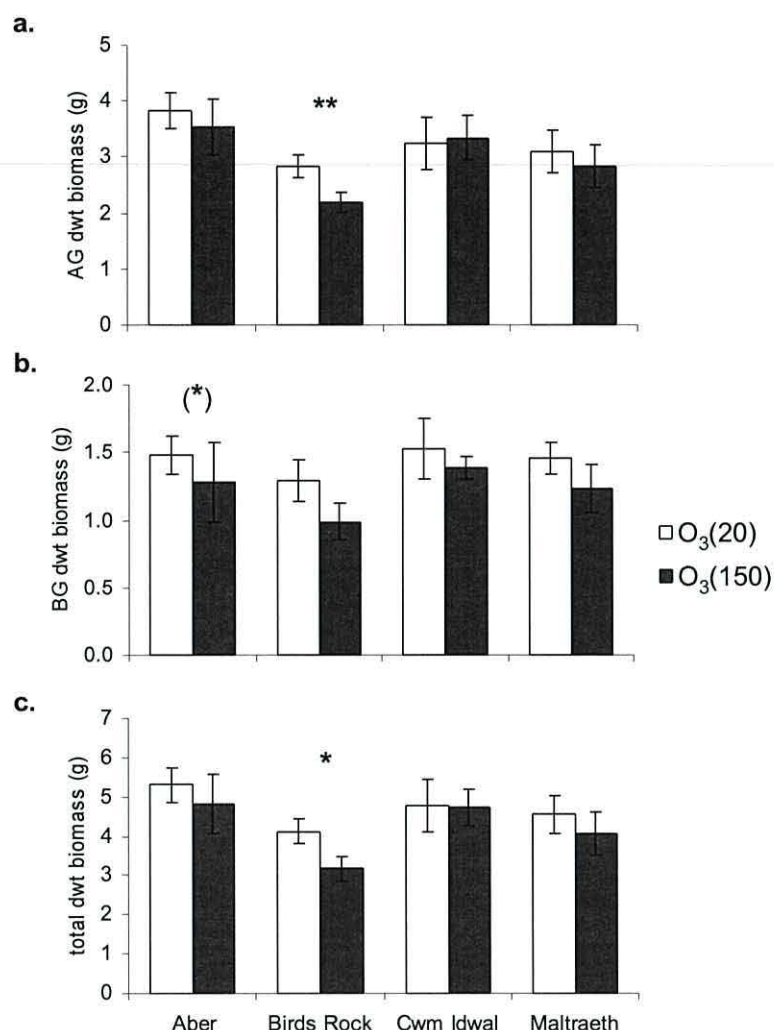 a.
AG dwt biomass (g)
5
4
3
2
1
0
**
b.
BG dwt biomass (g)
2.0
1.5
1.0
0.5
0.0
(*)
O3(20)
O3(150)
c.
total dwt biomass (g)
7
6
5
4
3
2
1
0
*
Aber Birds Rock Cwm Idwal Maltraeth